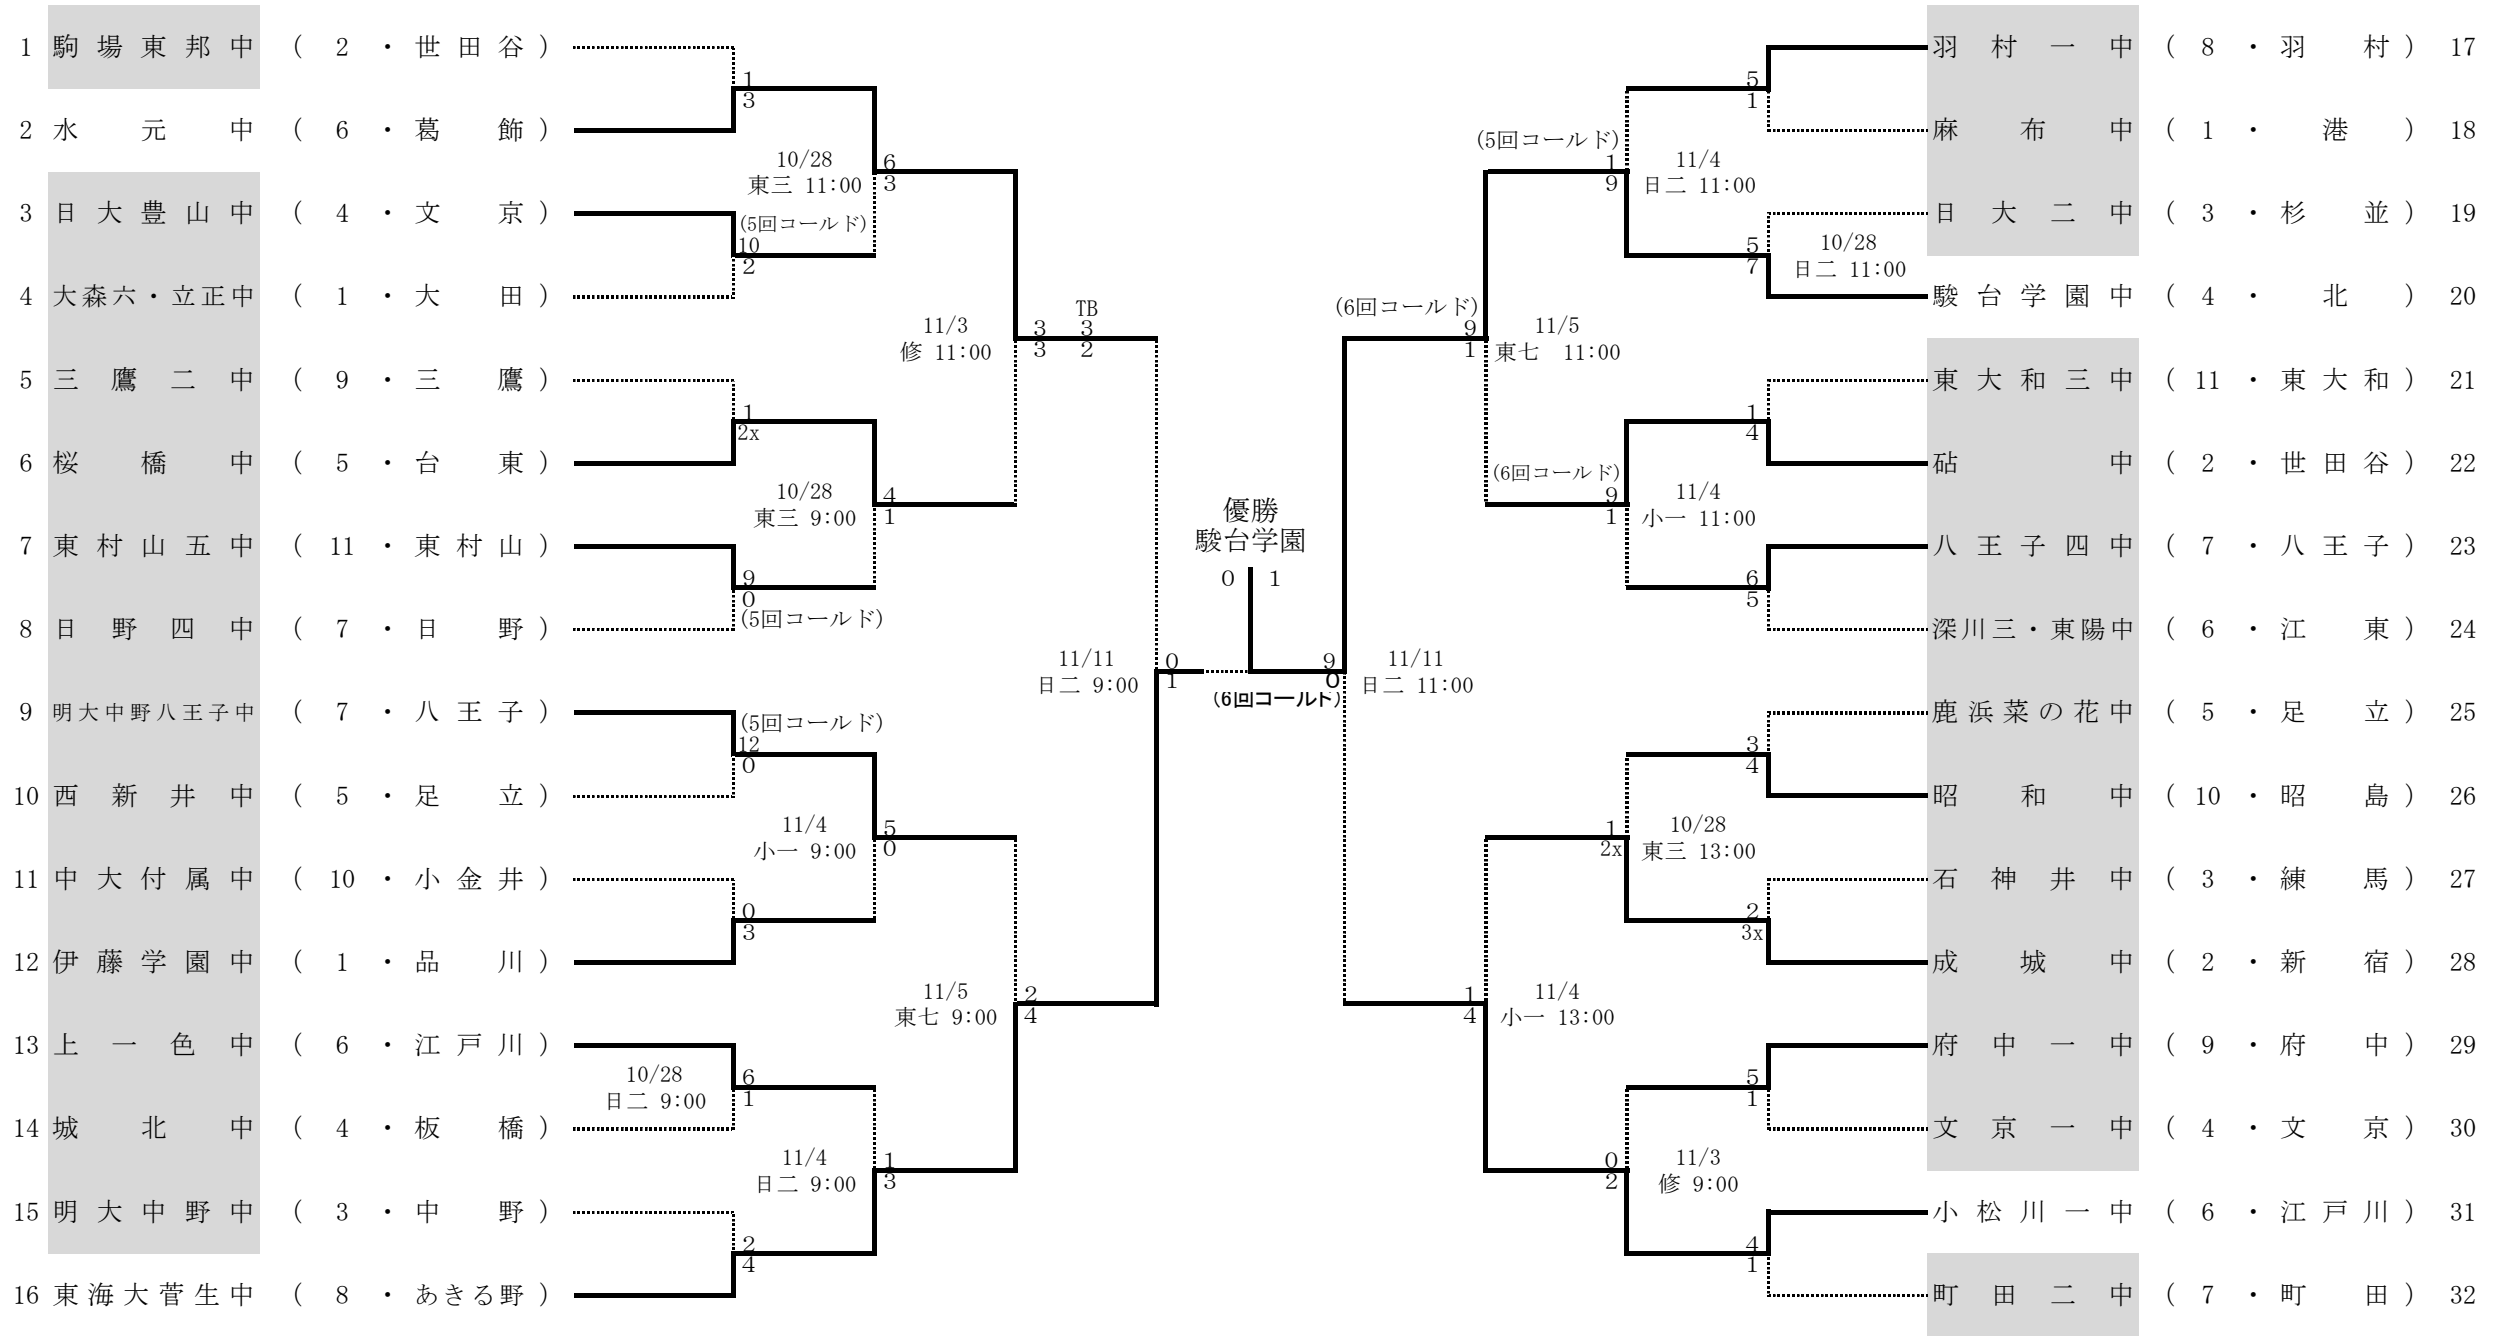 1 駒場東邦中 ( 2 ・ 世田谷 )
1
3
2 水元中 ( 6 ・ 葛飾 )
10/28
東三 11:00
6
3
3 日大豊山中 ( 4 ・ 文京 )
(5回コールド)
10
2
4 大森六・立正中 ( 1 ・ 大田 )
11/3
修 11:00
3
3
TB
3
2
5 三鷹二中 ( 9 ・ 三鷹 )
1
2x
6 桜橋中 ( 5 ・ 台東 )
10/28
東三 9:00
4
1
7 東村山五中 ( 11 ・ 東村山 )
9
0
(5回コールド)
8 日野四中 ( 7 ・ 日野 )
11/11
日二 9:00
0
1
9 明大中野八王子中 ( 7 ・ 八王子 )
(5回コールド)
12
0
10 西新井中 ( 5 ・ 足立 )
11/4
小一 9:00
5
0
11 中大付属中 ( 10 ・ 小金井 )
0
3
12 伊藤学園中 ( 1 ・ 品川 )
11/5
東七 9:00
2
4
13 上一色中 ( 6 ・ 江戸川 )
10/28
日二 9:00
6
1
14 城北中 ( 4 ・ 板橋 )
11/4
日二 9:00
1
3
15 明大中野中 ( 3 ・ 中野 )
2
4
16 東海大菅生中 ( 8 ・ あきる野 )
優勝
駿台学園
0 1
(6回コールド)
羽村一中 ( 8 ・ 羽村 ) 17
5
1
麻布中 ( 1 ・ 港 ) 18
(5回コールド)
1
9
11/4
日二 11:00
日大二中 ( 3 ・ 杉並 ) 19
5
7
10/28
日二 11:00
駿台学園中 ( 4 ・ 北 ) 20
(6回コールド)
9
1
11/5
東七 11:00
東大和三中 ( 11 ・ 東大和 ) 21
1
4
砧中 ( 2 ・ 世田谷 ) 22
(6回コールド)
9
1
11/4
小一 11:00
八王子四中 ( 7 ・ 八王子 ) 23
6
5
深川三・東陽中 ( 6 ・ 江東 ) 24
9
0
11/11
日二 11:00
鹿浜菜の花中 ( 5 ・ 足立 ) 25
3
4
昭和中 ( 10 ・ 昭島 ) 26
1
2x
10/28
東三 13:00
石神井中 ( 3 ・ 練馬 ) 27
2
3x
成城中 ( 2 ・ 新宿 ) 28
1
4
11/4
小一 13:00
府中一中 ( 9 ・ 府中 ) 29
5
1
文京一中 ( 4 ・ 文京 ) 30
0
2
11/3
修 9:00
小松川一中 ( 6 ・ 江戸川 ) 31
4
1
町田二中 ( 7 ・ 町田 ) 32